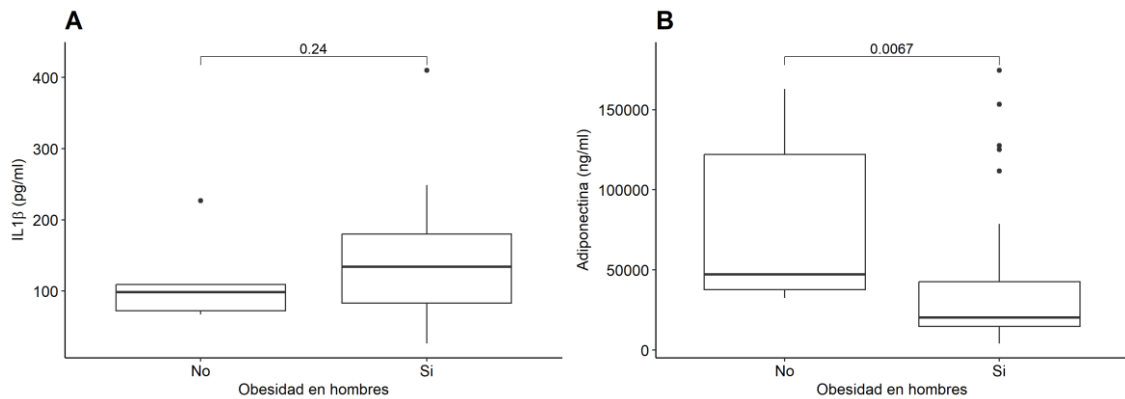 A
0.24
400
300
200
100
IL1β (pg/ml)
No
Si
Obesidad en hombres
B
0.0067
150000
100000
50000
0
Adiponectina (ng/ml)
No
Si
Obesidad en hombres